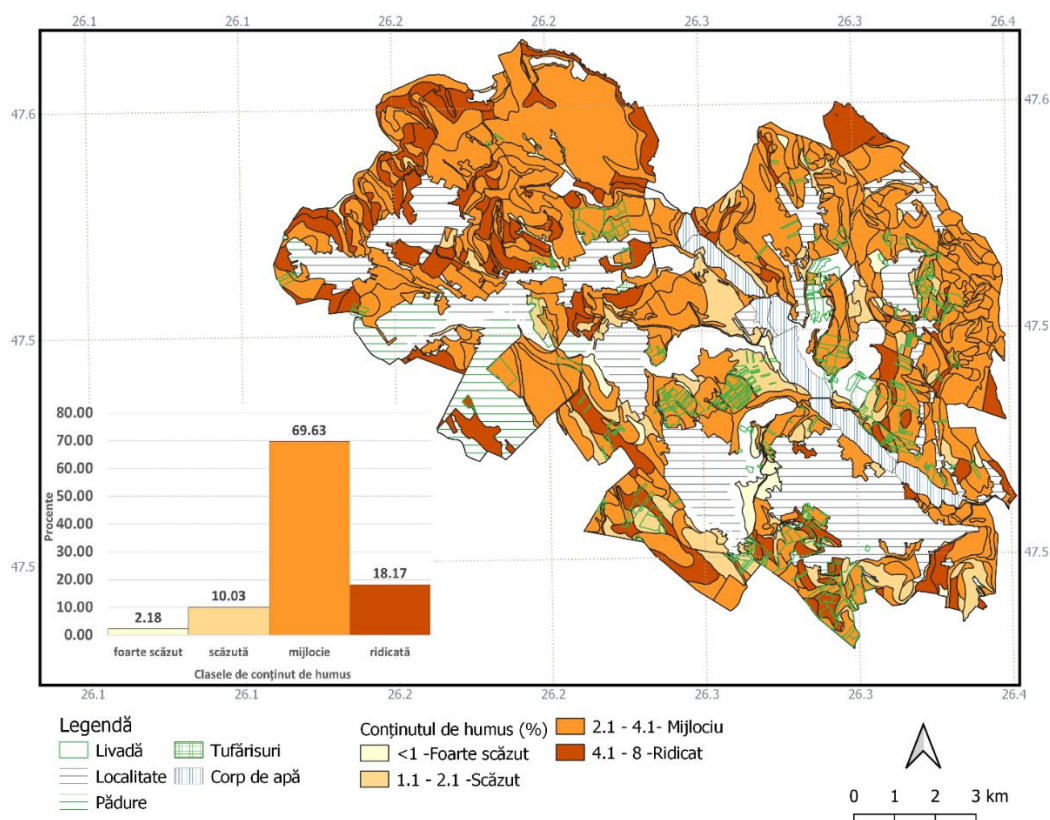 26.1 26.1 26.2 26.2 26.3 26.3 26.4
47.6 47.6
47.5 47.5
47.5 47.5
80.00
70.00
60.00
50.00
40.00
30.00
20.00
10.00
0.00
Procente
2.18 10.03 69.63 18.17
foarte scăzut scăzută mijlocie ridicată
Clasele de conținut de humus
26.1 26.1 26.2 26.2 26.3 26.3 26.4
Legendă
Livadă Tufărisuri
Localitate Corp de apă
Pădure
Conținutul de humus (%)
<1 -Foarte scăzut
1.1 - 2.1 -Scăzut
2.1 - 4.1- Mijlociu
4.1 - 8 -Ridicat
0 1 2 3 km